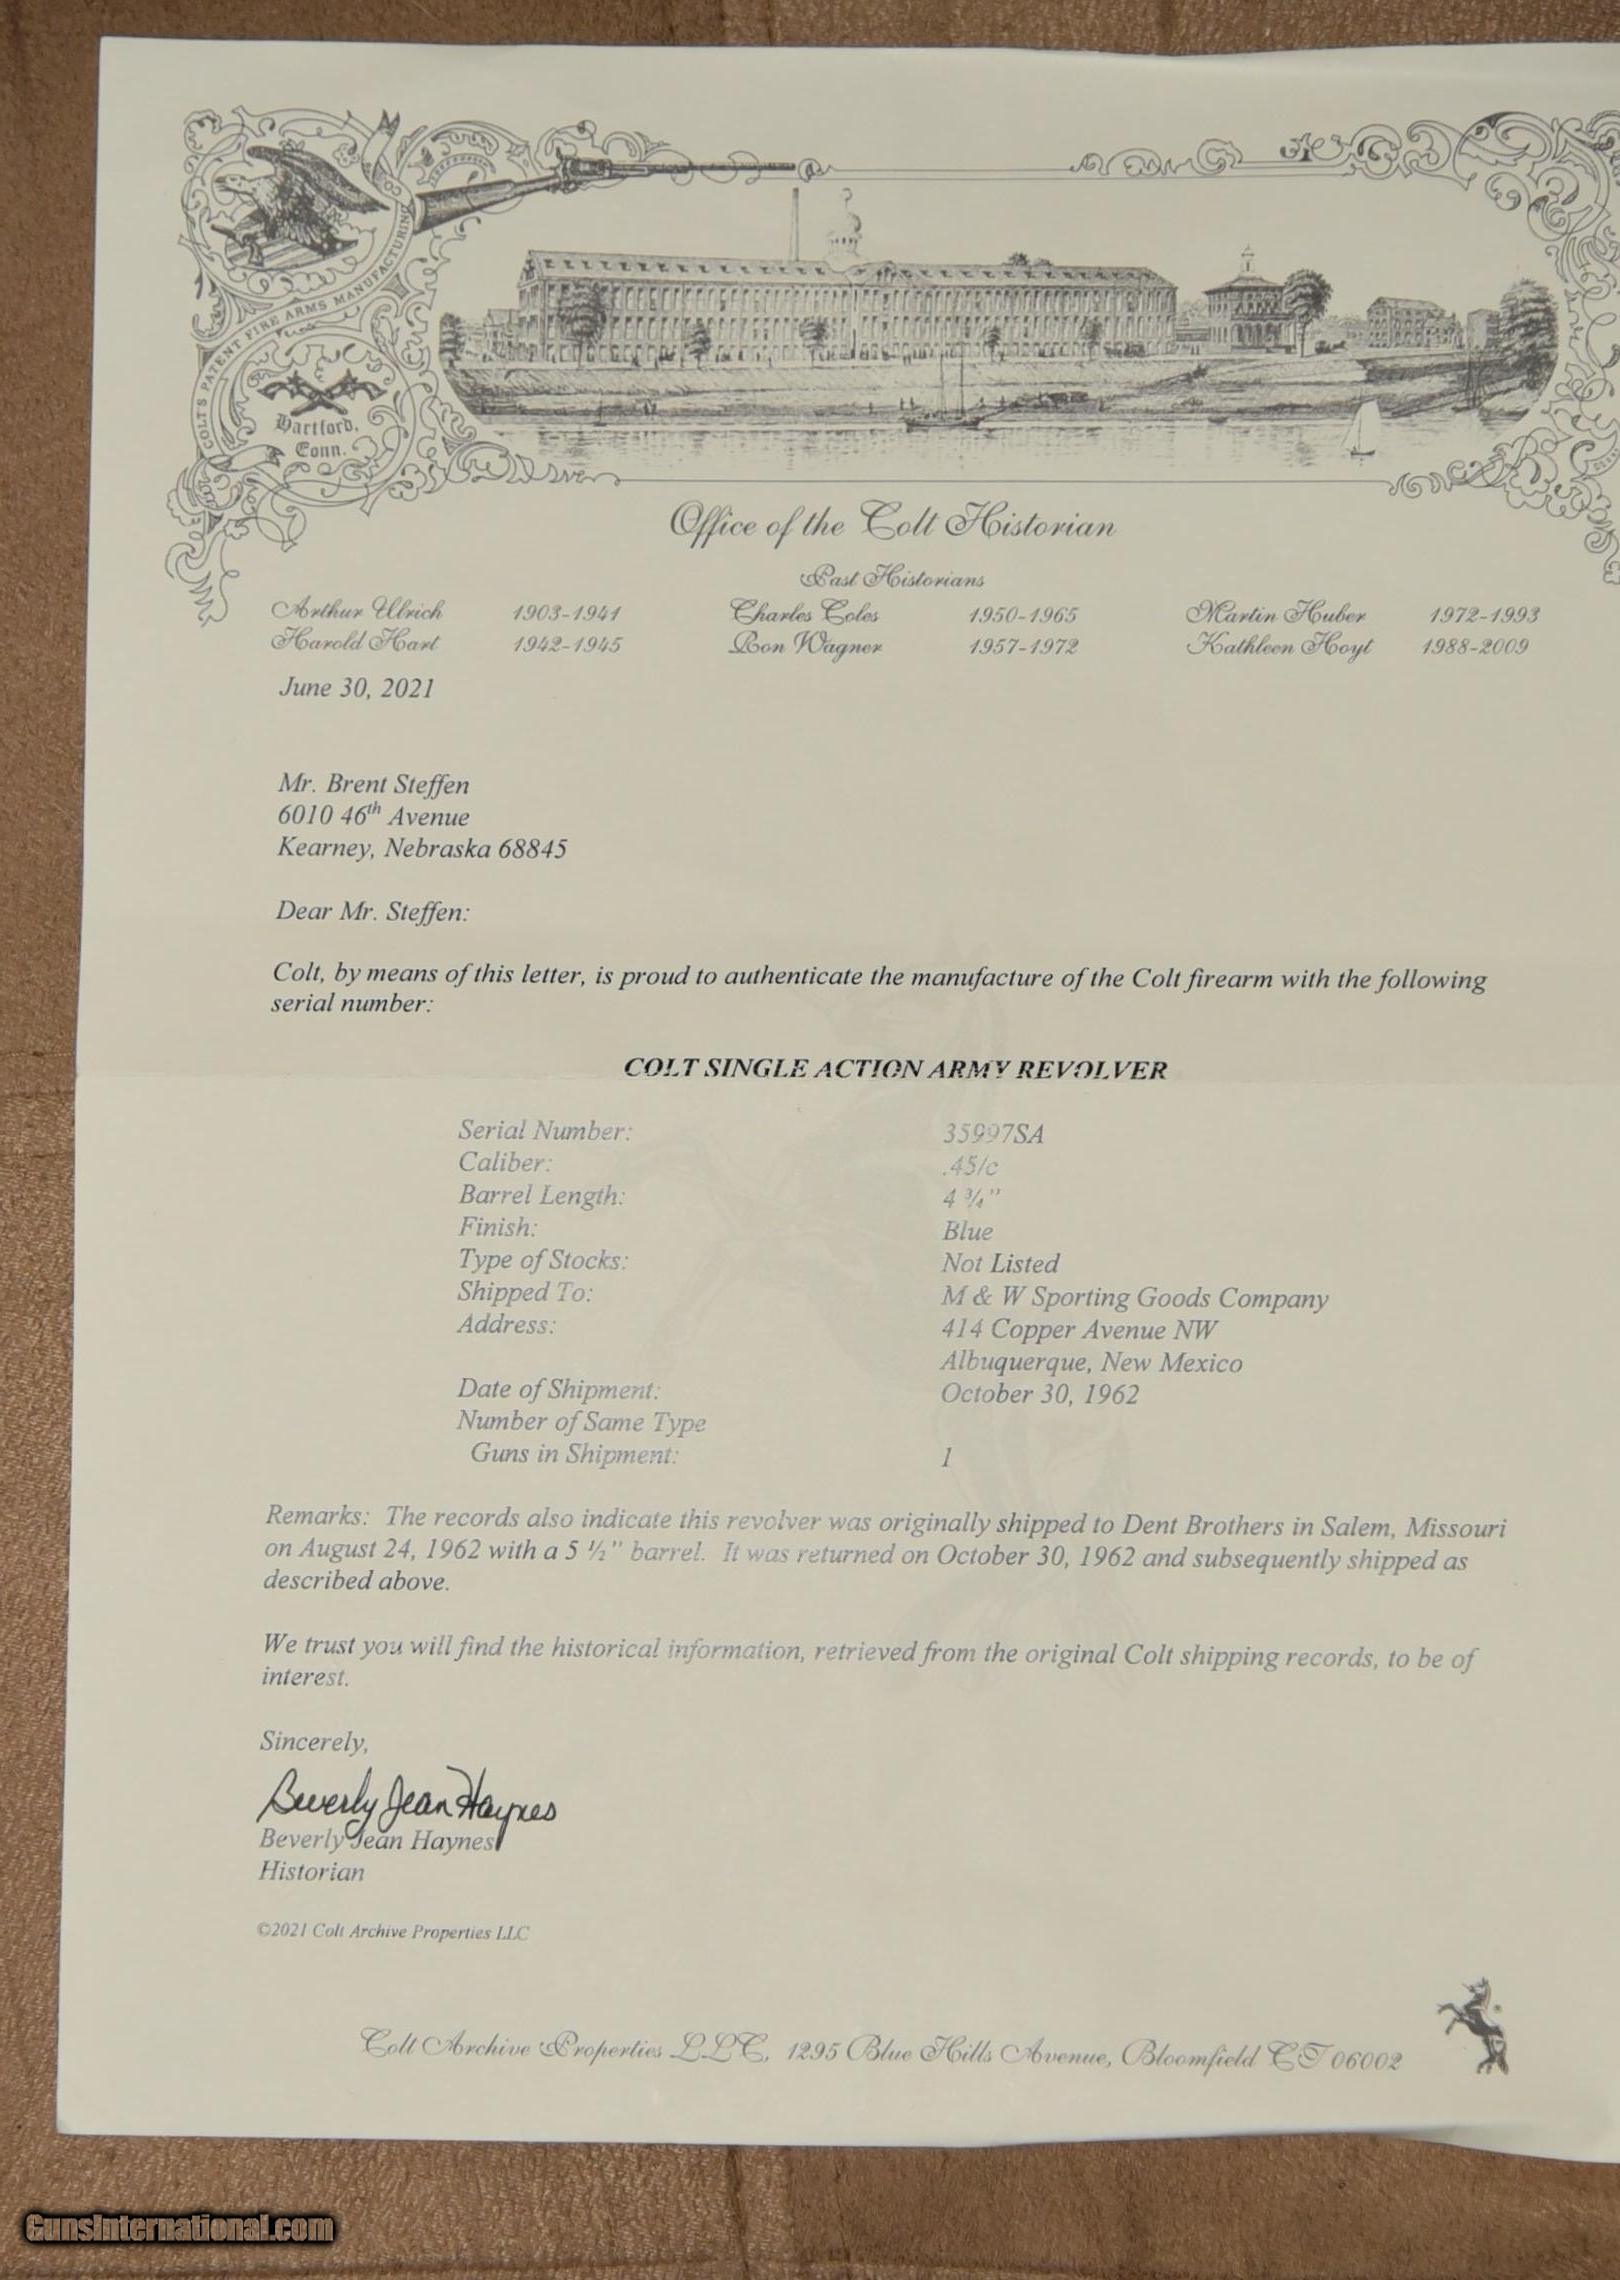 COLT'S PATENT FIRE ARMS MANUFACTURING
Hartford,
Conn.
Office of the Colt Historian
Past Historians
Arthur Ulrich 1903-1941 Charles Coles 1950-1965 Martin Huber 1972-1993
Harold Hart 1942-1945 Ron Wagner 1957-1972 Kathleen Hoyt 1988-2009
June 30, 2021
Mr. Brent Steffen
6010 46th Avenue
Kearney, Nebraska 68845
Dear Mr. Steffen:
Colt, by means of this letter, is proud to authenticate the manufacture of the Colt firearm with the following
serial number:
COLT SINGLE ACTION ARMY REVOLVER
Serial Number: 35997SA
Caliber: .45/c
Barrel Length: 4 ¾"
Finish: Blue
Type of Stocks: Not Listed
Shipped To: M & W Sporting Goods Company
Address: 414 Copper Avenue NW
Albuquerque, New Mexico
Date of Shipment: October 30, 1962
Number of Same Type
Guns in Shipment: 1
Remarks: The records also indicate this revolver was originally shipped to Dent Brothers in Salem, Missouri
on August 24, 1962 with a 5 ½" barrel. It was returned on October 30, 1962 and subsequently shipped as
described above.
We trust you will find the historical information, retrieved from the original Colt shipping records, to be of
interest.
Sincerely,
Beverly Jean Haynes
Beverly Jean Haynes
Historian
©2021 Colt Archive Properties LLC
Colt Archive Properties LLC, 1295 Blue Hills Avenue, Bloomfield CT 06002
GunsInternational.com